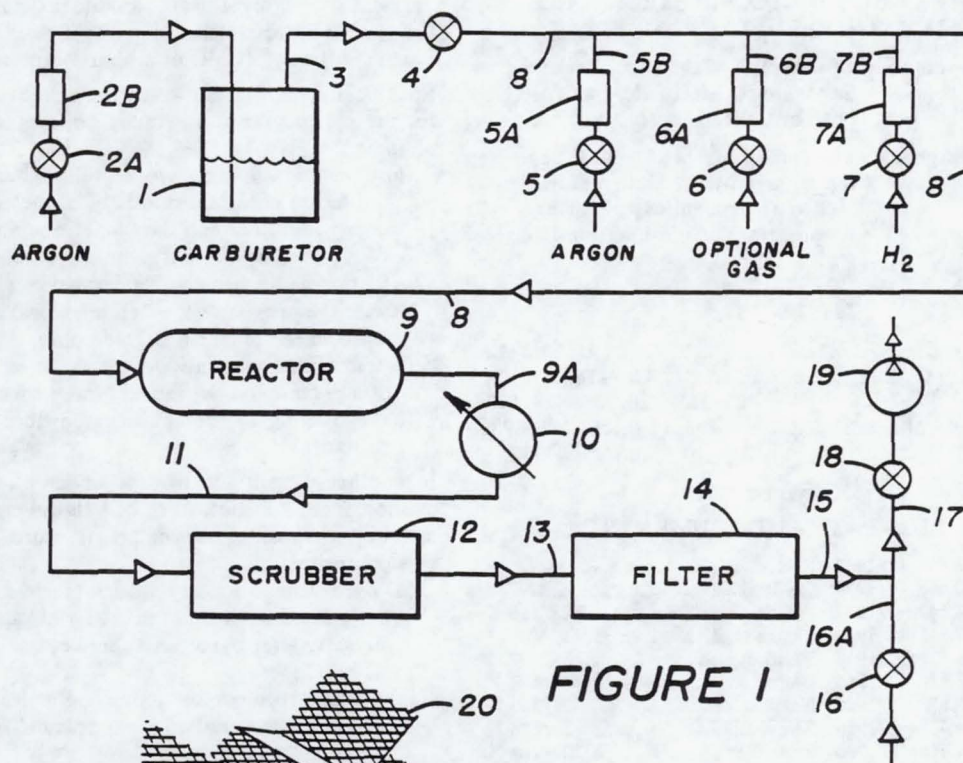 3 4 8 5B 6B 7B
2B 5A 6A 7A
2A 1 5 6 7 8
ARGON CARBURETOR ARGON OPTIONAL GAS H2
8
9 REACTOR 9A 19
10
11 18
12 13 14 15 17
SCRUBBER FILTER
16A
FIGURE 1 16
20